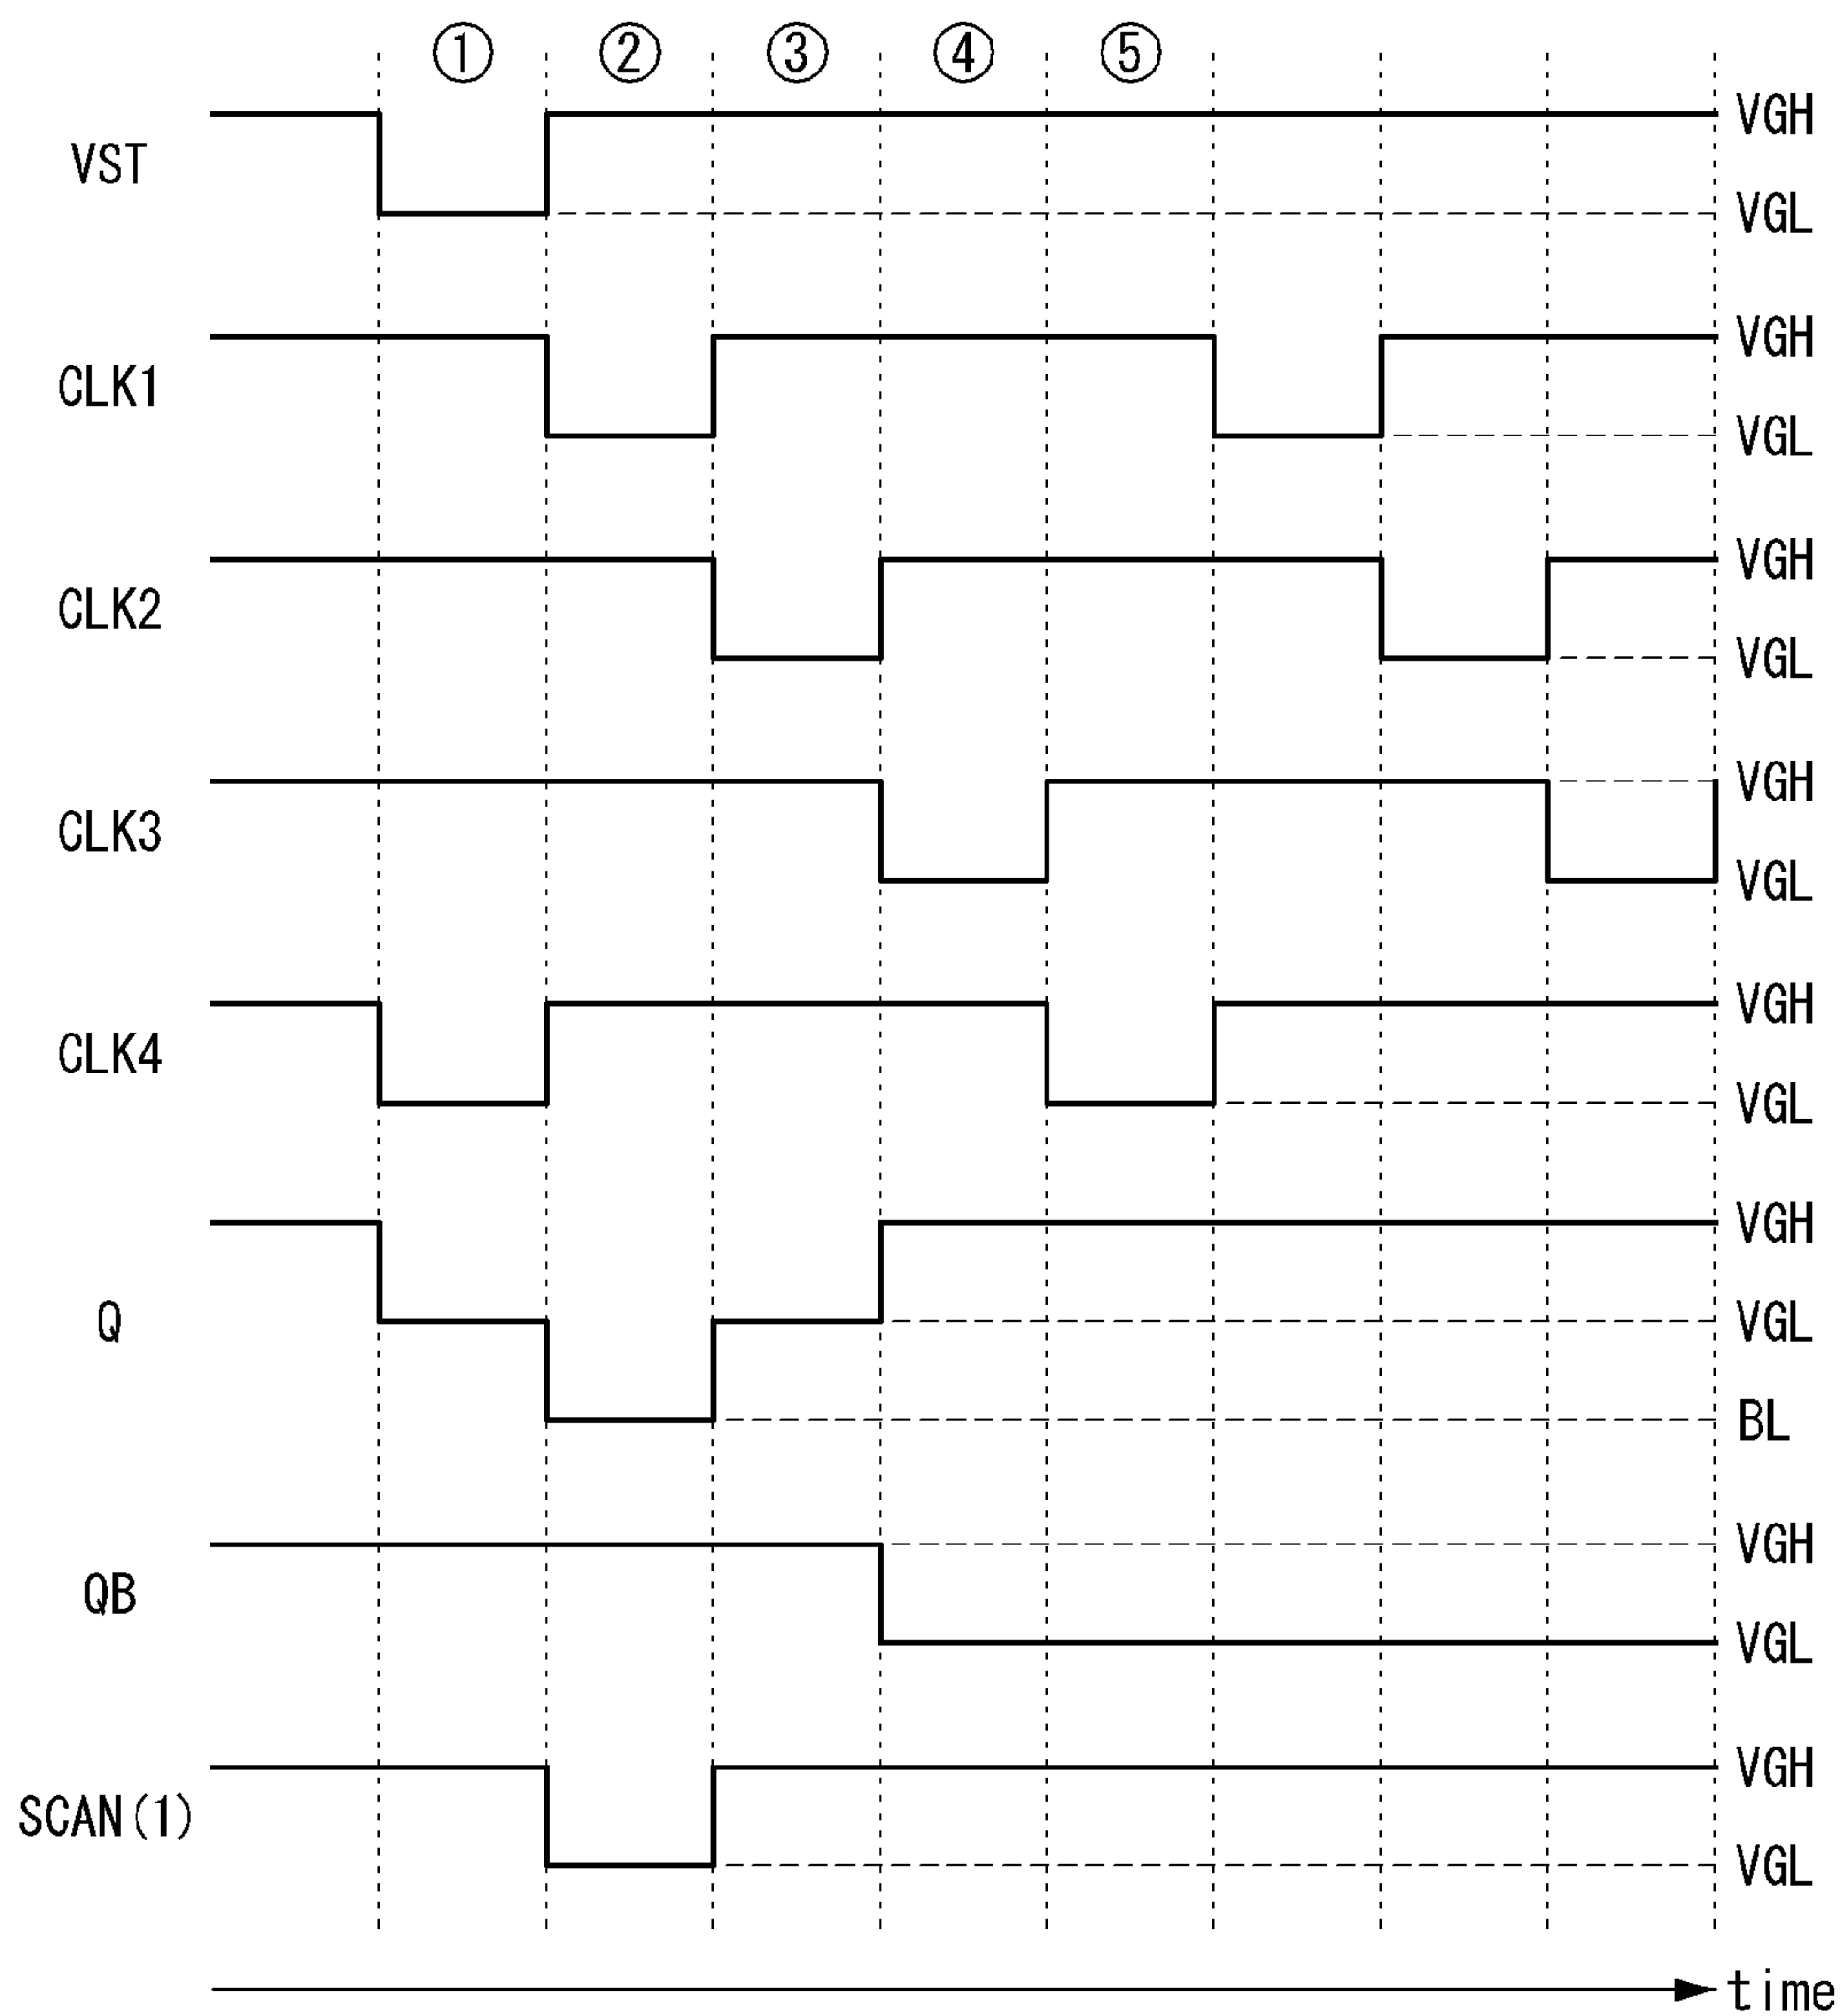 ① ② ③ ④ ⑤
VGH
VST
VGL
VGH
CLK1
VGL
VGH
CLK2
VGL
VGH
CLK3
VGL
VGH
CLK4
VGL
VGH
Q
VGL
BL
VGH
QB
VGL
VGH
SCAN(1)
VGL
time